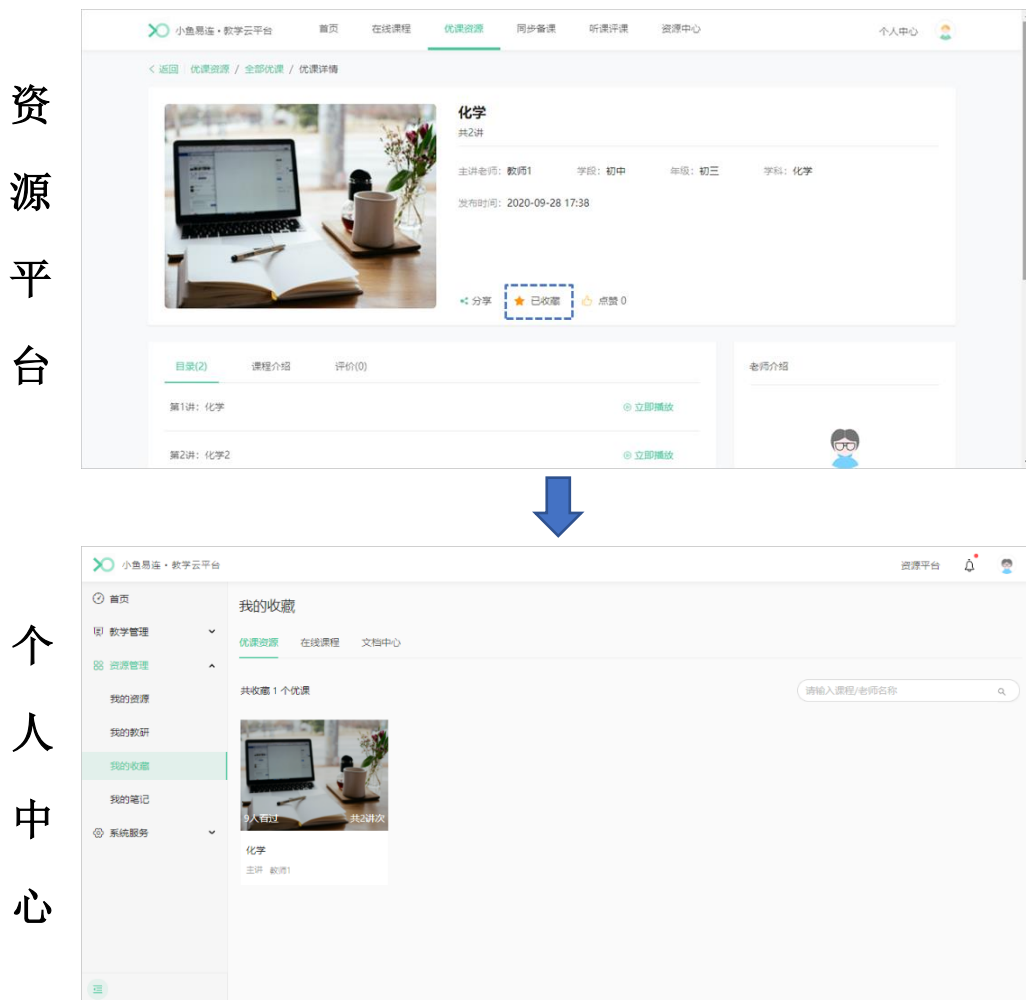 资源平台
小鱼易连·教学云平台 首页 在线课程 优课资源 同步备课 听课评课 资源中心 个人中心
< 返回 | 优课资源 / 全部优课 / 优课详情
化学
共2讲
主讲老师: 教师1 学段: 初中 年级: 初三 学科: 化学
发布时间: 2020-09-28 17:38
分享 已收藏 点赞 0
目录(2) 课程介绍 评价(0) 老师介绍
第1讲: 化学 立即播放
第2讲: 化学2 立即播放
个人中心
小鱼易连·教学云平台 资源平台
首页
教学管理
资源管理
我的资源
我的教研
我的收藏
我的笔记
系统服务
我的收藏
优课资源 在线课程 文档中心
共收藏 1 个优课 请输入课程/老师名称
9人看过 共2讲次
化学
主讲 教师1